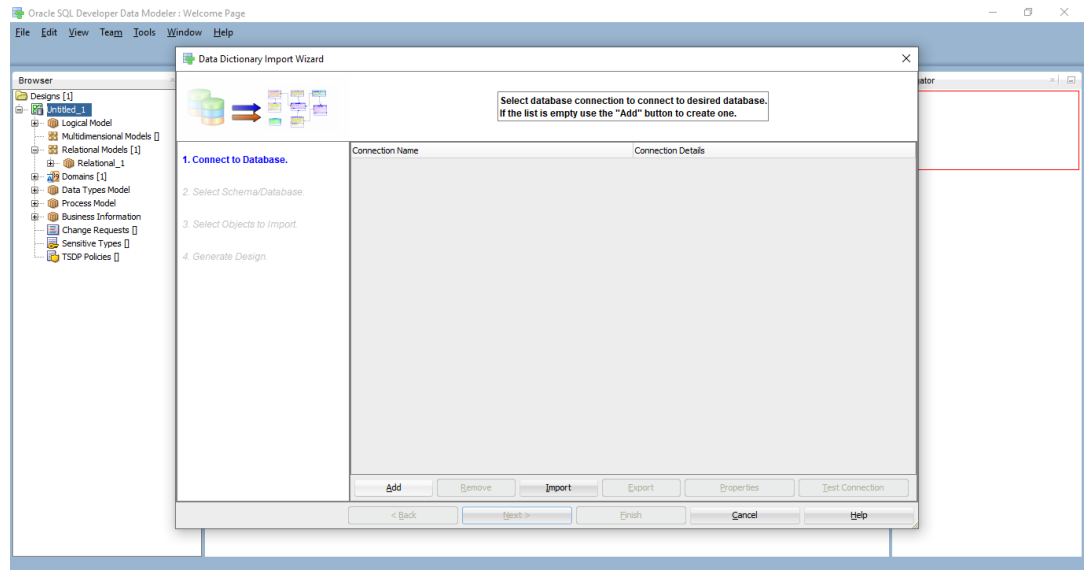 Oracle SQL Developer Data Modeler : Welcome Page
File Edit View Team Tools Window Help
Data Dictionary Import Wizard
Browser
ator
Designs [1]
Untitled_1
Logical Model
Multidimensional Models []
Relational Models [1]
Relational_1
Domains [1]
Data Types Model
Process Model
Business Information
Change Requests []
Sensitive Types []
TSDP Policies []
Select database connection to connect to desired database.
If the list is empty use the "Add" button to create one.
1. Connect to Database.
2. Select Schema/Database.
3. Select Objects to Import.
4. Generate Design.
Connection Name Connection Details
Add Remove Import Export Properties Test Connection
< Back Next > Finish Cancel Help